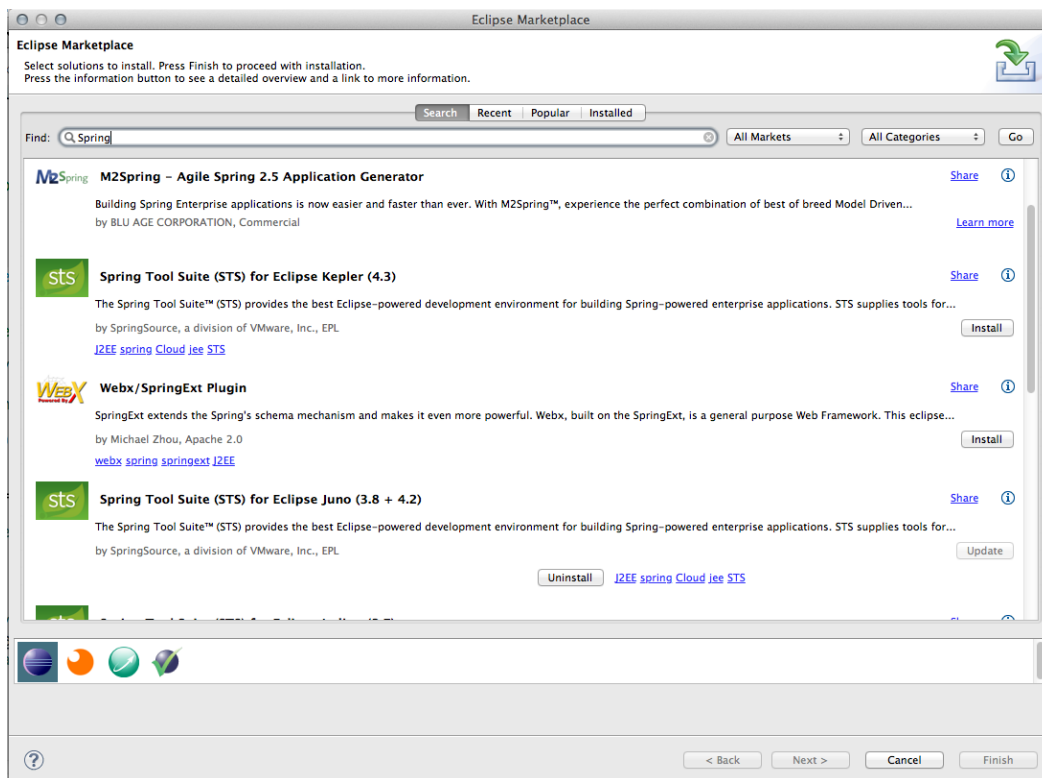 Eclipse Marketplace
Eclipse Marketplace
Select solutions to install. Press Finish to proceed with installation.
Press the information button to see a detailed overview and a link to more information.
Search Recent Popular Installed
Find: Spring All Markets All Categories Go
M2Spring M2Spring - Agile Spring 2.5 Application Generator Share
Building Spring Enterprise applications is now easier and faster than ever. With M2Spring™, experience the perfect combination of best of breed Model Driven...
by BLU AGE CORPORATION, Commercial Learn more
sts Spring Tool Suite (STS) for Eclipse Kepler (4.3) Share
The Spring Tool Suite™ (STS) provides the best Eclipse-powered development environment for building Spring-powered enterprise applications. STS supplies tools for...
by SpringSource, a division of VMware, Inc., EPL Install
J2EE spring Cloud jee STS
WEBX Powered By Webx/SpringExt Plugin Share
SpringExt extends the Spring's schema mechanism and makes it even more powerful. Webx, built on the SpringExt, is a general purpose Web Framework. This eclipse...
by Michael Zhou, Apache 2.0 Install
webx spring springext J2EE
sts Spring Tool Suite (STS) for Eclipse Juno (3.8 + 4.2) Share
The Spring Tool Suite™ (STS) provides the best Eclipse-powered development environment for building Spring-powered enterprise applications. STS supplies tools for...
by SpringSource, a division of VMware, Inc., EPL Update
Uninstall J2EE spring Cloud jee STS
? < Back Next > Cancel Finish